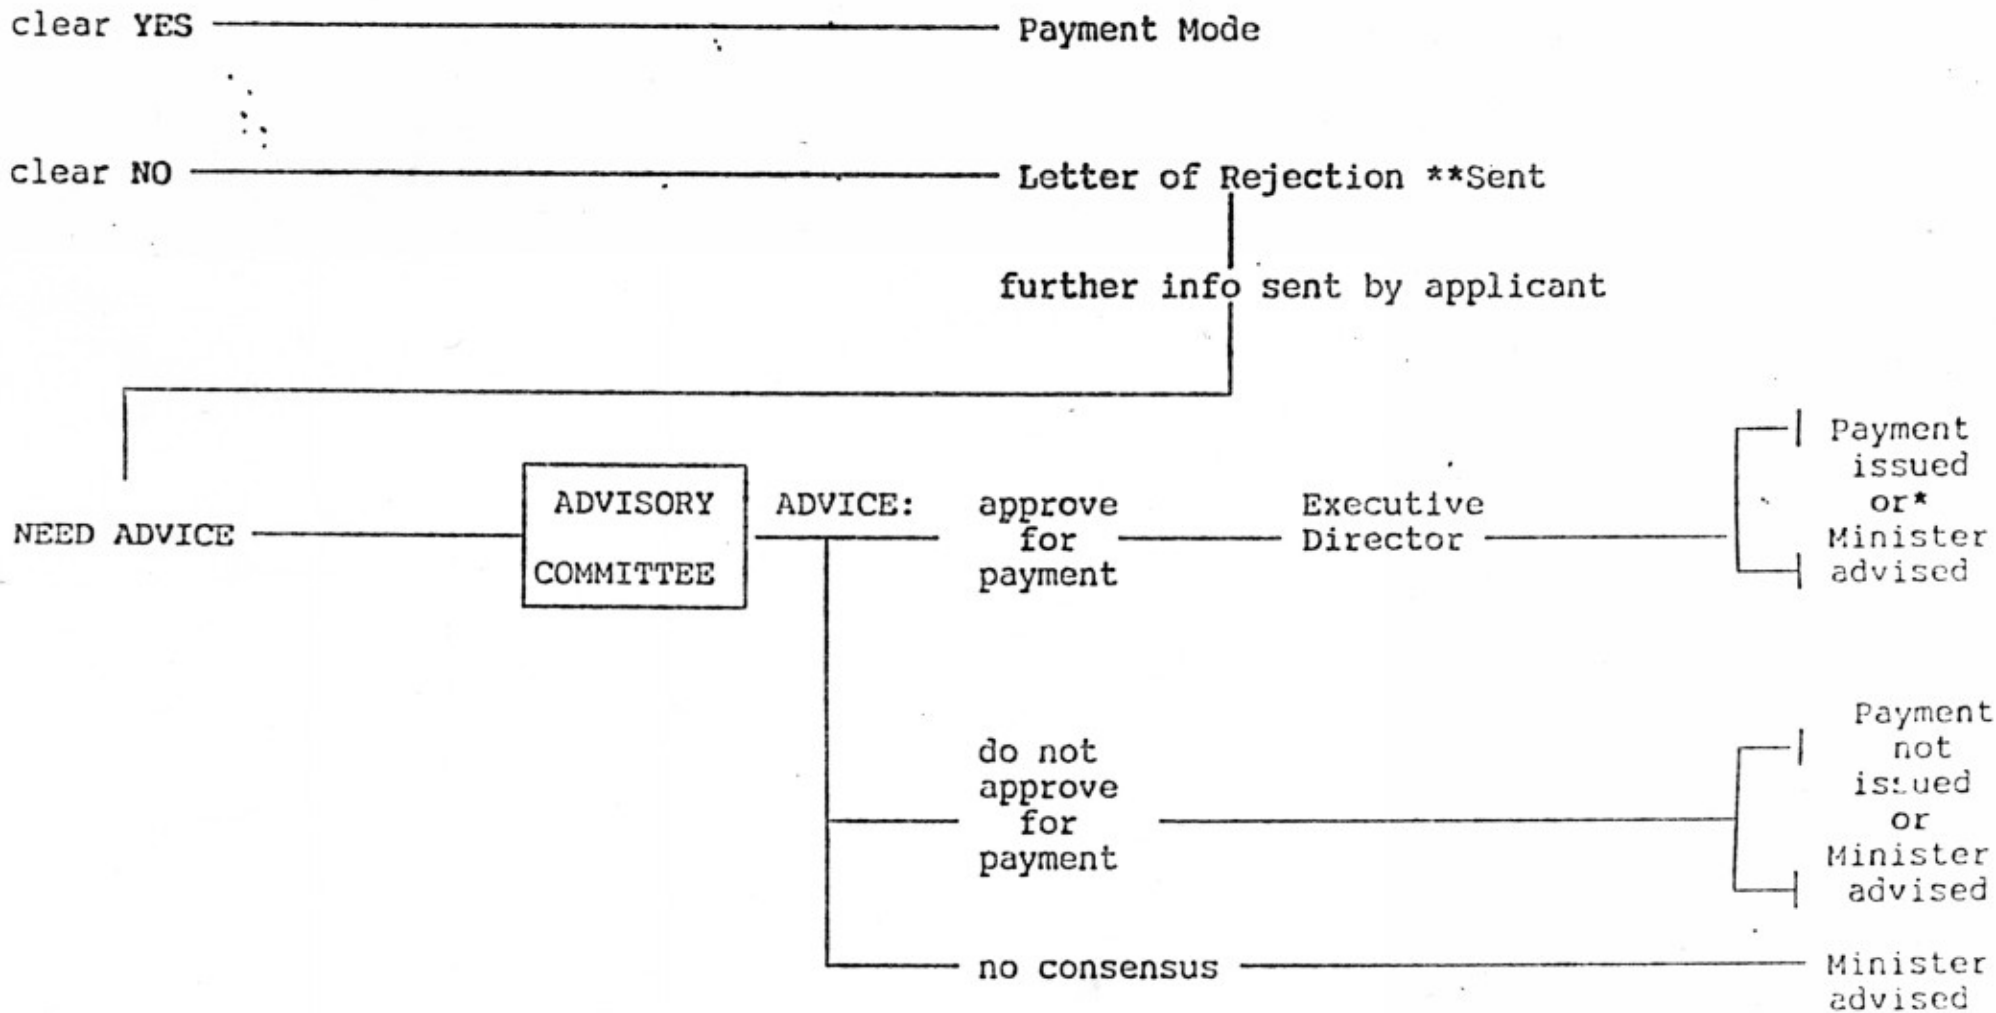 clear YES Payment Mode
clear NO Letter of Rejection **Sent
further info sent by applicant
NEED ADVICE
ADVISORY
COMMITTEE
ADVICE:
approve
for
payment
Executive
Director
Payment
issued
or*
Minister
advised
do not
approve
for
payment
Payment
not
issued
or
Minister
advised
no consensus
Minister
advised